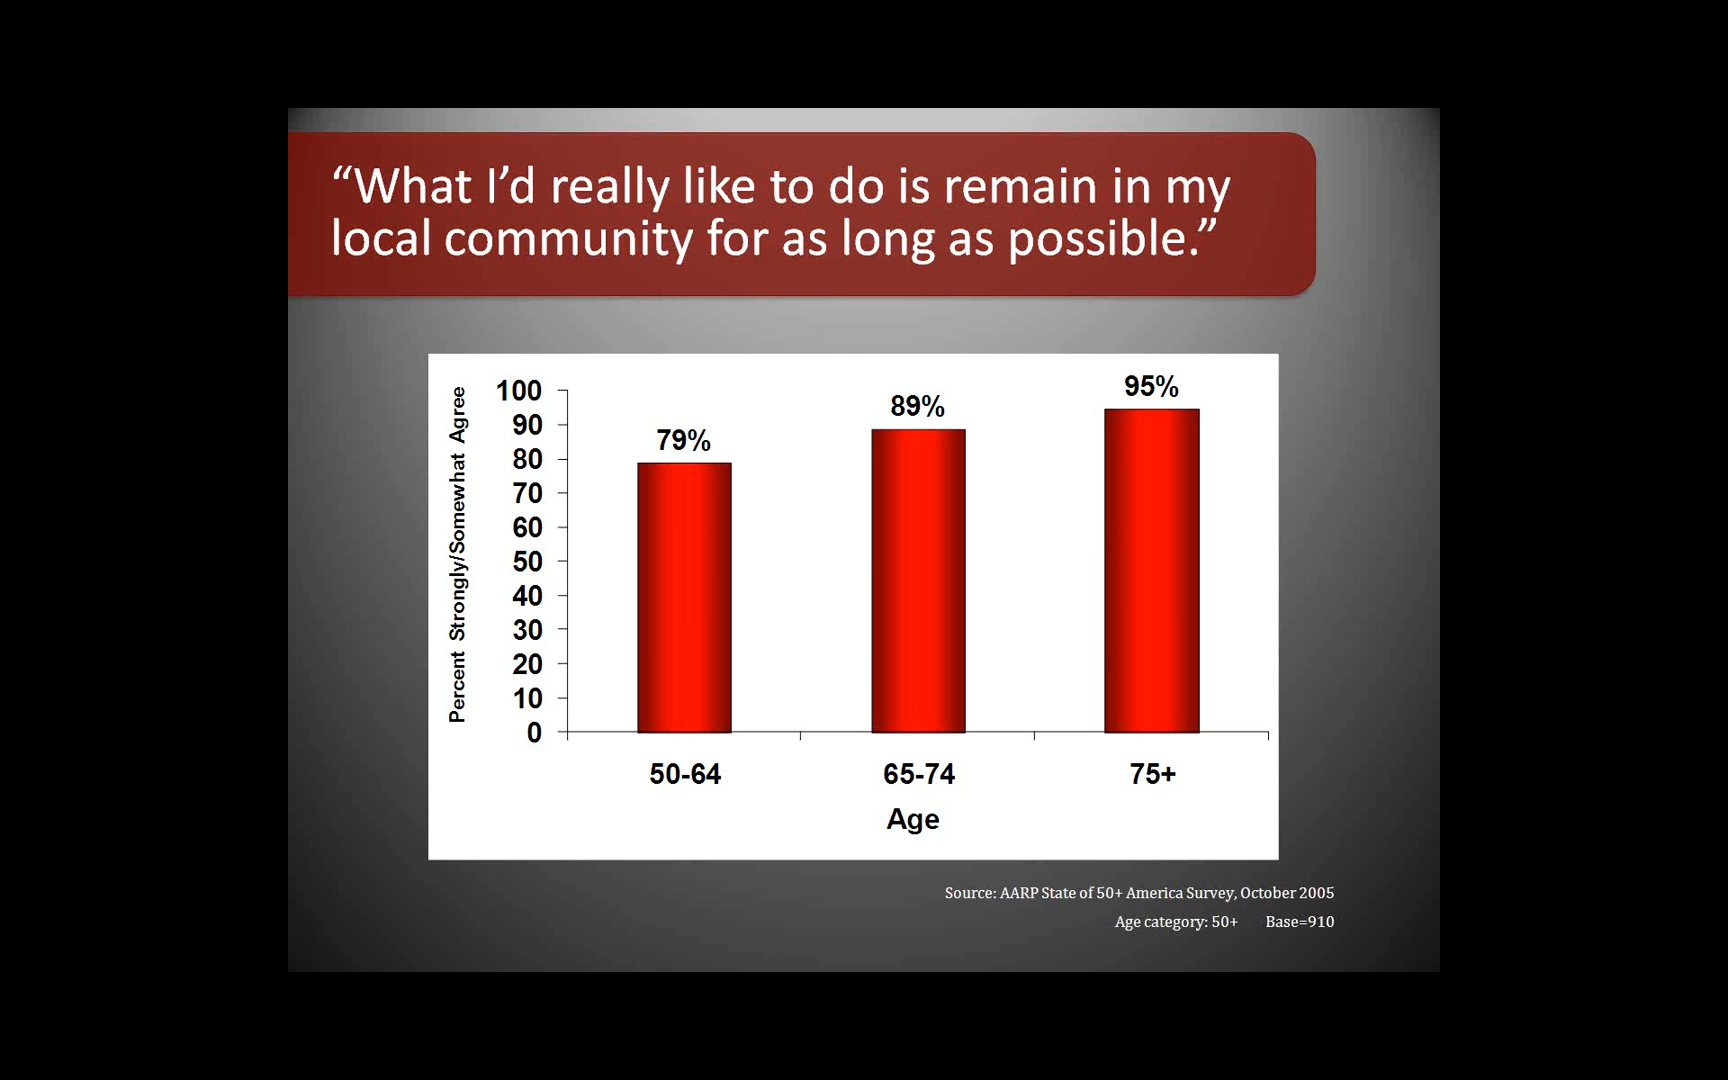 “What I’d really like to do is remain in my
local community for as long as possible.”
Percent Strongly/Somewhat Agree
100
90
80
70
60
50
40
30
20
10
0
79%
89%
95%
50-64
65-74
75+
Age
Source: AARP State of 50+ America Survey, October 2005
Age category: 50+ Base=910